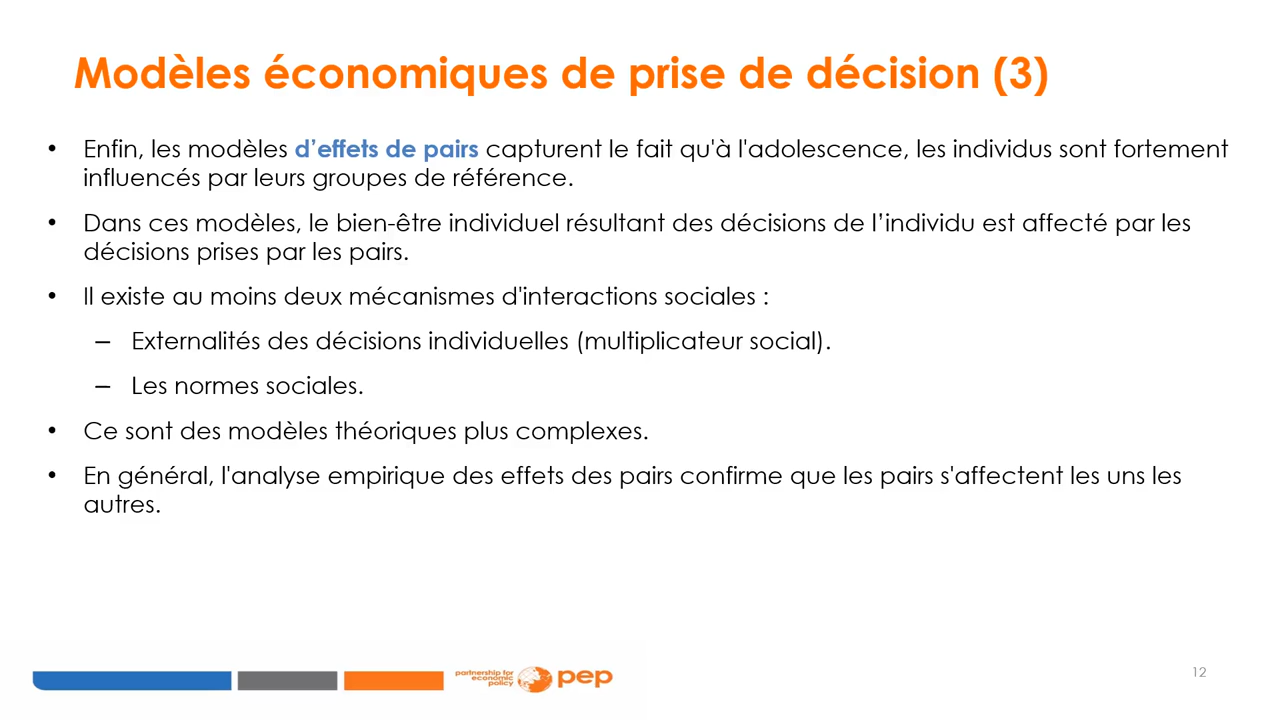 Modèles économiques de prise de décision (3)
• Enfin, les modèles d’effets de pairs capturent le fait qu'à l'adolescence, les individus sont fortement
influencés par leurs groupes de référence.
• Dans ces modèles, le bien-être individuel résultant des décisions de l’individu est affecté par les
décisions prises par les pairs.
• Il existe au moins deux mécanismes d'interactions sociales :
– Externalités des décisions individuelles (multiplicateur social).
– Les normes sociales.
• Ce sont des modèles théoriques plus complexes.
• En général, l'analyse empirique des effets des pairs confirme que les pairs s'affectent les uns les
autres.
partnership for
economic
policy
pep
12